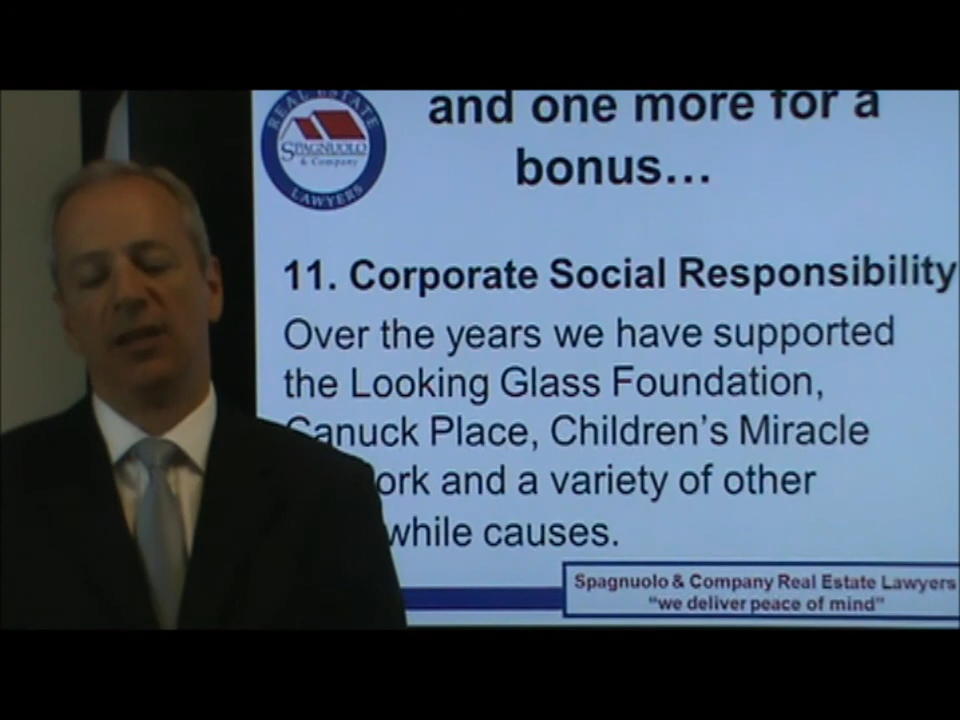 REAL ESTATE
SPAGNUOLO
& Company
LAWYERS
and one more for a
bonus...
11. Corporate Social Responsibility
Over the years we have supported
the Looking Glass Foundation,
Canuck Place, Children's Miracle
ork and a variety of other
while causes.
Spagnuolo & Company Real Estate Lawyers
"we deliver peace of mind"